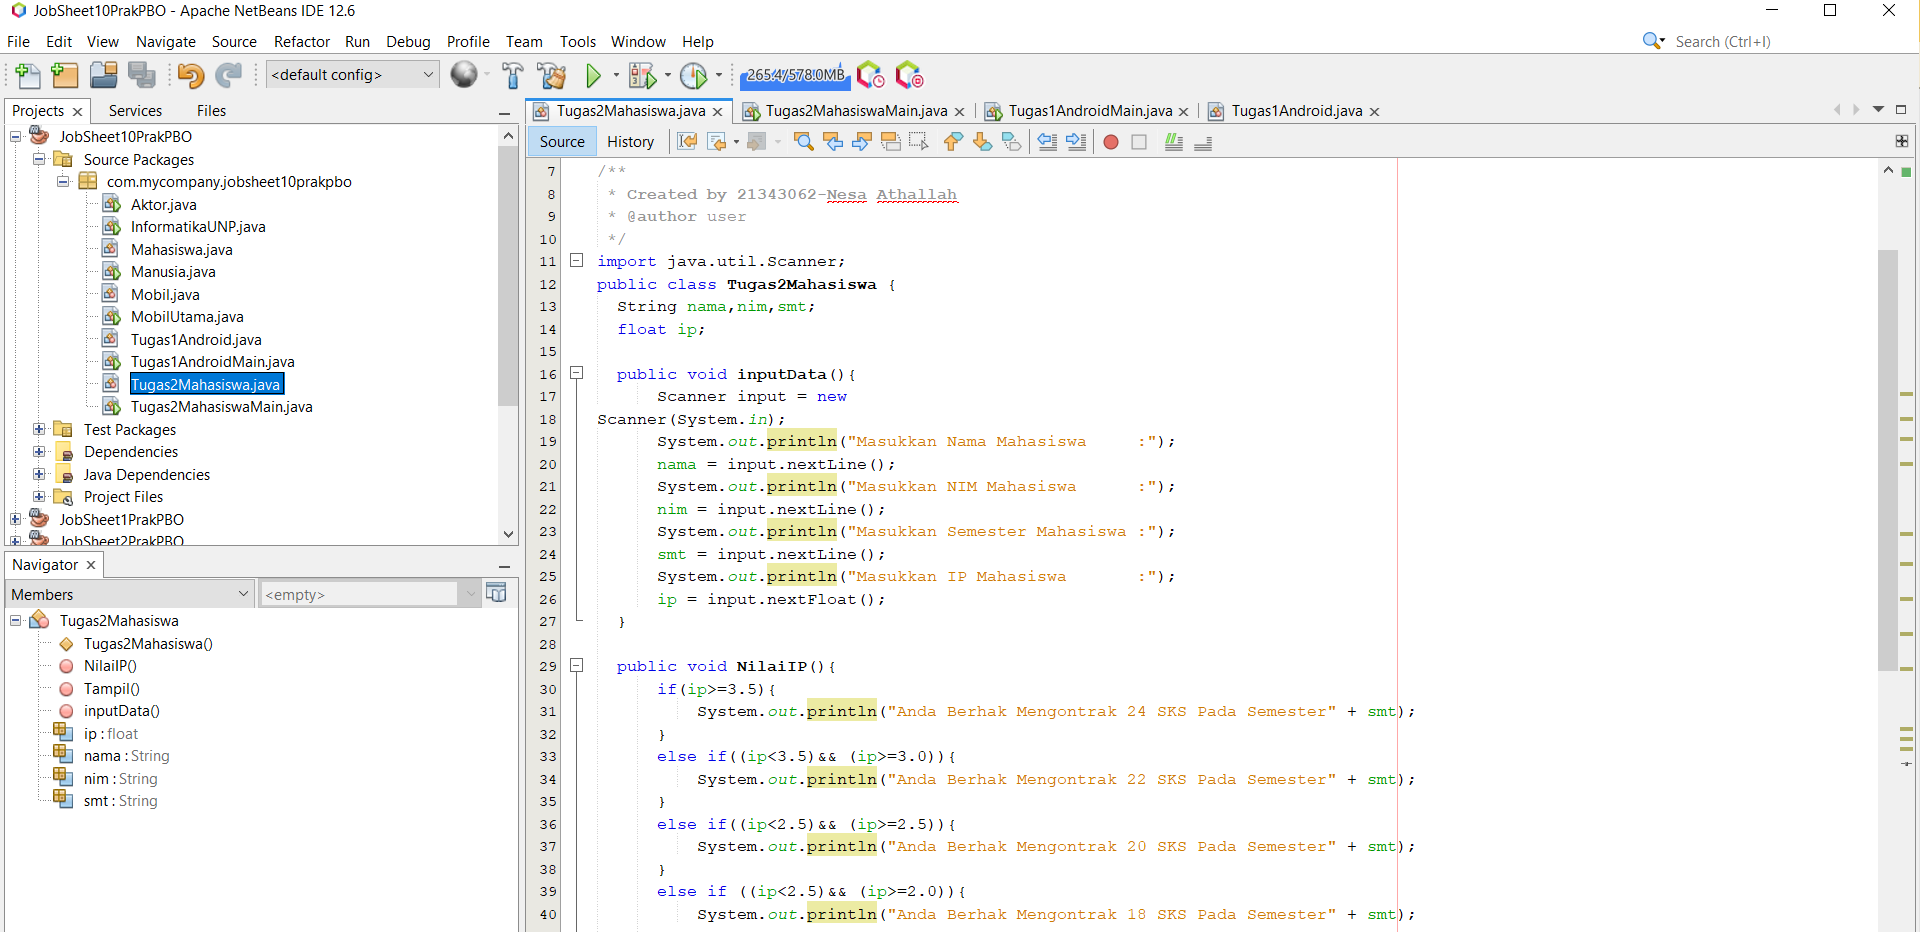 JobSheet10PrakPBO - Apache NetBeans IDE 12.6
File Edit View Navigate Source Refactor Run Debug Profile Team Tools Window Help
Search (Ctrl+I)
<default config>
265.4/578.0MB
Projects Services Files
JobSheet10PrakPBO
Source Packages
com.mycompany.jobsheet10prakpbo
Aktor.java
InformatikaUNP.java
Mahasiswa.java
Manusia.java
Mobil.java
MobilUtama.java
Tugas1Android.java
Tugas1AndroidMain.java
Tugas2Mahasiswa.java
Tugas2MahasiswaMain.java
Test Packages
Dependencies
Java Dependencies
Project Files
JobSheet1PrakPBO
JobSheet2PrakPBO
Navigator
Members
<empty>
Tugas2Mahasiswa
Tugas2Mahasiswa()
NilaiIP()
Tampil()
inputData()
ip : float
nama : String
nim : String
smt : String
Tugas2Mahasiswa.java Tugas2MahasiswaMain.java Tugas1AndroidMain.java Tugas1Android.java
Source History
7 /**
8 * Created by 21343062-Nesa Athallah
9 * @author user
10 */
11 import java.util.Scanner;
12 public class Tugas2Mahasiswa {
13 String nama,nim,smt;
14 float ip;
15
16 public void inputData(){
17 Scanner input = new
18 Scanner(System.in);
19 System.out.println("Masukkan Nama Mahasiswa     :");
20 nama = input.nextLine();
21 System.out.println("Masukkan NIM Mahasiswa      :");
22 nim = input.nextLine();
23 System.out.println("Masukkan Semester Mahasiswa :");
24 smt = input.nextLine();
25 System.out.println("Masukkan IP Mahasiswa       :");
26 ip = input.nextFloat();
27 }
28
29 public void NilaiIP(){
30 if(ip>=3.5){
31 System.out.println("Anda Berhak Mengontrak 24 SKS Pada Semester" + smt);
32 }
33 else if((ip<3.5)&& (ip>=3.0)){
34 System.out.println("Anda Berhak Mengontrak 22 SKS Pada Semester" + smt);
35 }
36 else if((ip<2.5)&& (ip>=2.5)){
37 System.out.println("Anda Berhak Mengontrak 20 SKS Pada Semester" + smt);
38 }
39 else if ((ip<2.5)&& (ip>=2.0)){
40 System.out.println("Anda Berhak Mengontrak 18 SKS Pada Semester" + smt);